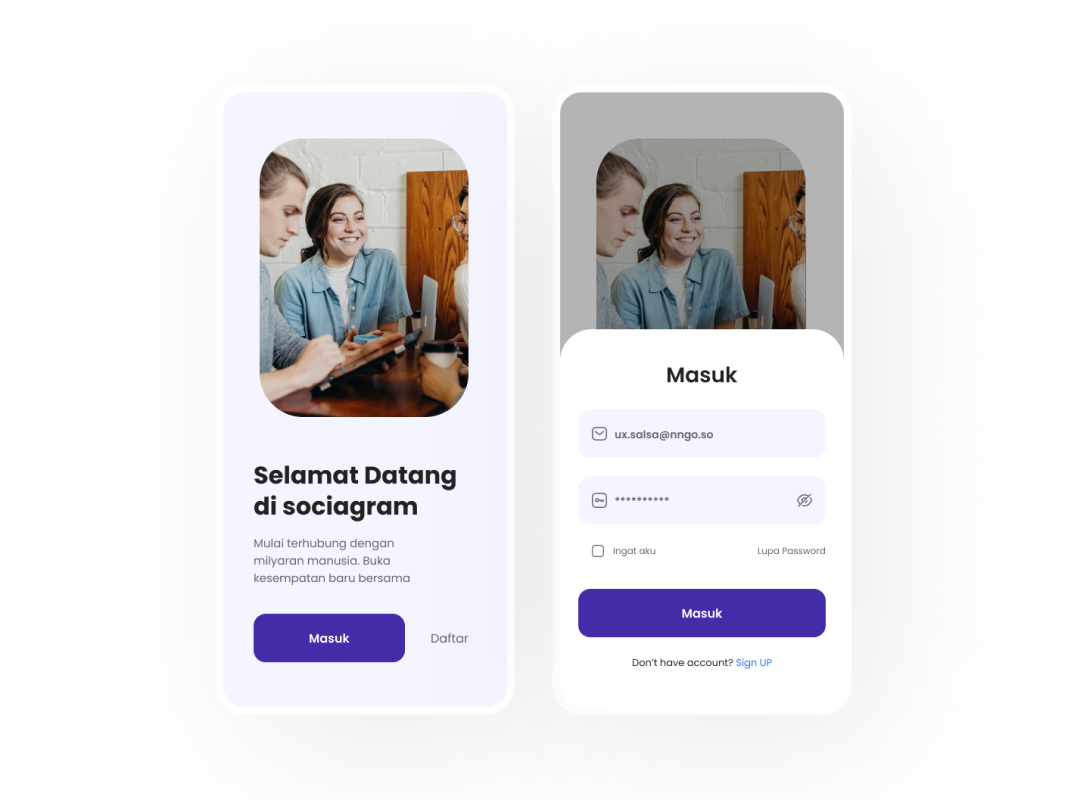 Selamat Datang
di sociagram
Mulai terhubung dengan
milyaran manusia. Buka
kesempatan baru bersama
Masuk
Daftar
Masuk
ux.salsa@nngo.so
**********
Ingat aku
Lupa Password
Masuk
Don't have account? Sign UP